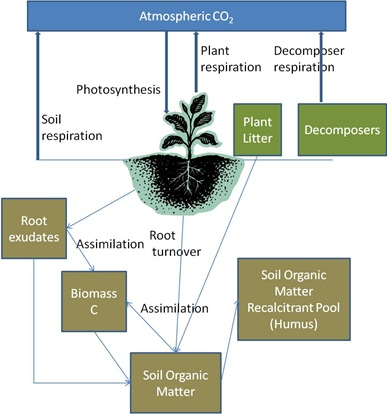 Atmospheric CO₂
Plant
respiration
Decomposer
respiration
Photosynthesis
Soil
respiration
Plant
Litter
Decomposers
Root
exudates
Assimilation
Root
turnover
Biomass
C
Assimilation
Soil Organic
Matter
Recalcitrant Pool
(Humus)
Soil Organic
Matter